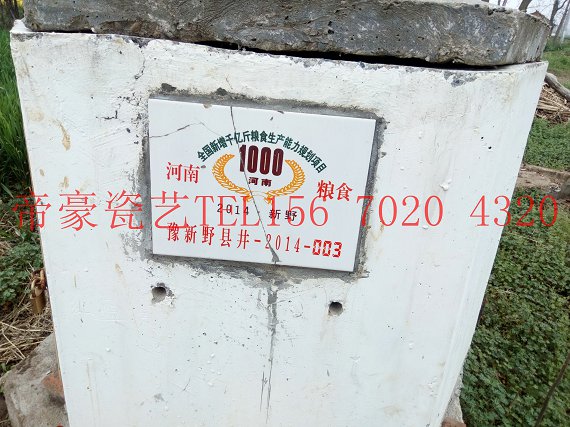 全国新增千亿斤粮食生产能力规划项目
1000
河南
河南 粮食
帝豪瓷艺TEL156 7020 4320
2014 · 新野
豫新野县井-2014-003